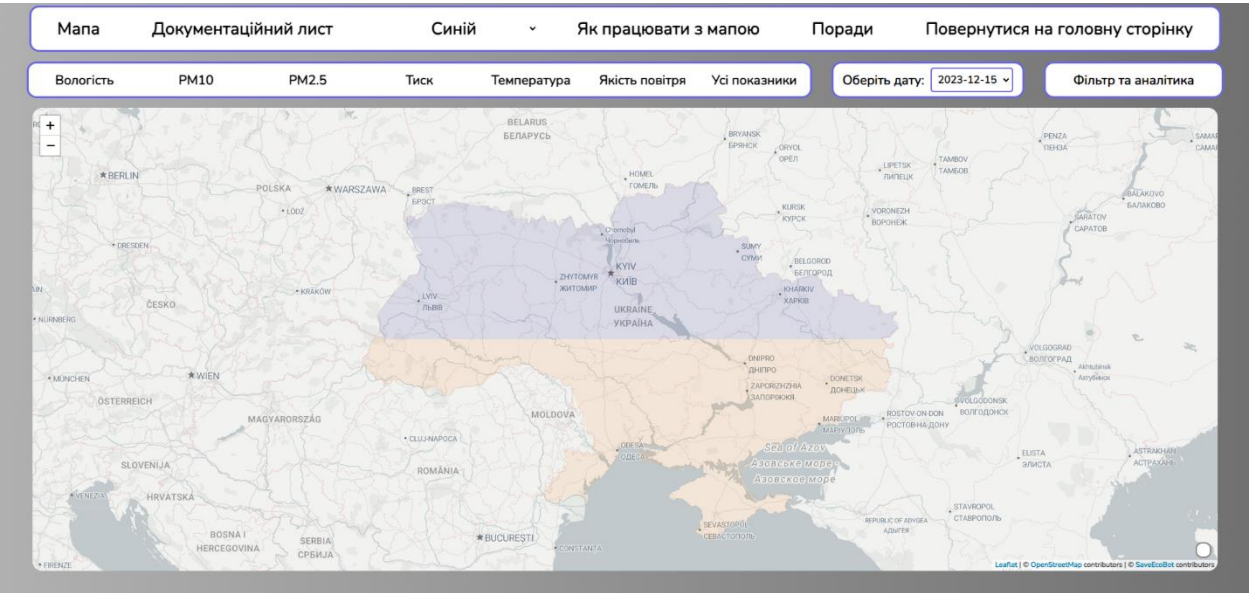 Мапа Документаційний лист Синій Як працювати з мапою Поради Повернутися на головну сторінку
Вологість PM10 PM2.5 Тиск Температура Якість повітря Усі показники Оберіть дату: 2023-12-15 Фільтр та аналітика
+
−
BELARUS
БЕЛАРУСЬ
BRYANSK
БРЯНСК
ORYOL
ОРЁЛ
PENZA
ПЕНЗА
LIPETSK
ЛИПЕЦК
TAMBOV
ТАМБОВ
BERLIN
POLSKA
WARSZAWA
BREST
БРЭСТ
HOMEL
ГОМЕЛЬ
BALAKOVO
БАЛАКОВО
ŁÓDŹ
KURSK
КУРСК
VORONEZH
ВОРОНЕЖ
SARATOV
САРАТОВ
DRESDEN
Chornobyl
Чорнобиль
SUMY
СУМИ
BELGOROD
БЕЛГОРОД
KYIV
КИЇВ
ZHYTOMYR
ЖИТОМИР
KHARKIV
ХАРКІВ
KRAKÓW
LVIV
ЛЬВІВ
ČESKO
UKRAINE
УКРАЇНА
NÜRNBERG
VOLGOGRAD
ВОЛГОГРАД
Akhtubinsk
Ахтубинск
DNIPRO
ДНІПРО
MÜNCHEN
WIEN
ZAPORIZHZHIA
ЗАПОРІЖЖЯ
DONETSK
ДОНЕЦЬК
VOLGODONSK
ВОЛГОДОНСК
ÖSTERREICH
MAGYARORSZÁG
MOLDOVA
MARIUPOL
МАРІУПОЛЬ
ROSTOV-ON-DON
РОСТОВ-НА-ДОНУ
CLUJ-NAPOCA
ODESA
ОДЕСА
Sea of Azov
Азовське море
Азовское море
ELISTA
ЭЛИСТА
ASTRAKHAN
АСТРАХАНЬ
SLOVENIJA
ROMÂNIA
VENEZIA
HRVATSKA
STAVROPOL
СТАВРОПОЛЬ
REPUBLIC OF ADYGEA
АДЫГЕЯ
SEVASTOPOL
СЕВАСТОПОЛЬ
BOSNA I
HERCEGOVINA
SERBIA
СРБИЈА
BUCUREȘTI
CONSTANȚA
FIRENZE
Leaflet | © OpenStreetMap contributors | © SaveEcoBot contributors